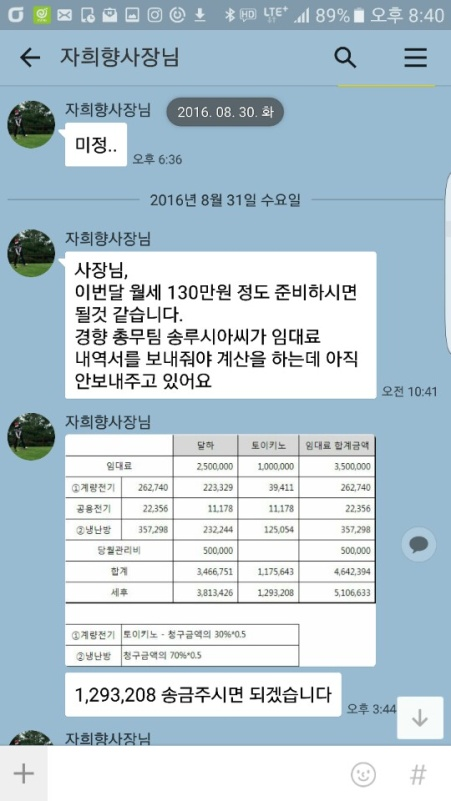 LTE+ 89% 오후 8:40
자희향사장님
자희향사장님
2016. 08. 30. 화
미정..
오후 6:36
2016년 8월 31일 수요일
자희향사장님
사장님,
이번달 월세 130만원 정도 준비하시면
될것 같습니다.
경향 총무팀 송루시아씨가 임대료
내역서를 보내줘야 계산을 하는데 아직
안보내주고 있어요
오전 10:41
자희향사장님
달하 토이키노 임대료 합계금액
임대료 2,500,000 1,000,000 3,500,000
①계량전기 262,740 223,329 39,411 262,740
공용전기 22,356 11,178 11,178 22,356
②냉난방 357,298 232,244 125,054 357,298
당월관리비 500,000 500,000
합계 3,466,751 1,175,643 4,642,394
세후 3,813,426 1,293,208 5,106,633
①계량전기 토이키노 - 청구금액의 30%*0.5
②냉난방 청구금액의 70%*0.5
1,293,208 송금주시면 되겠습니다
오후 3:44
자희향사장님
#